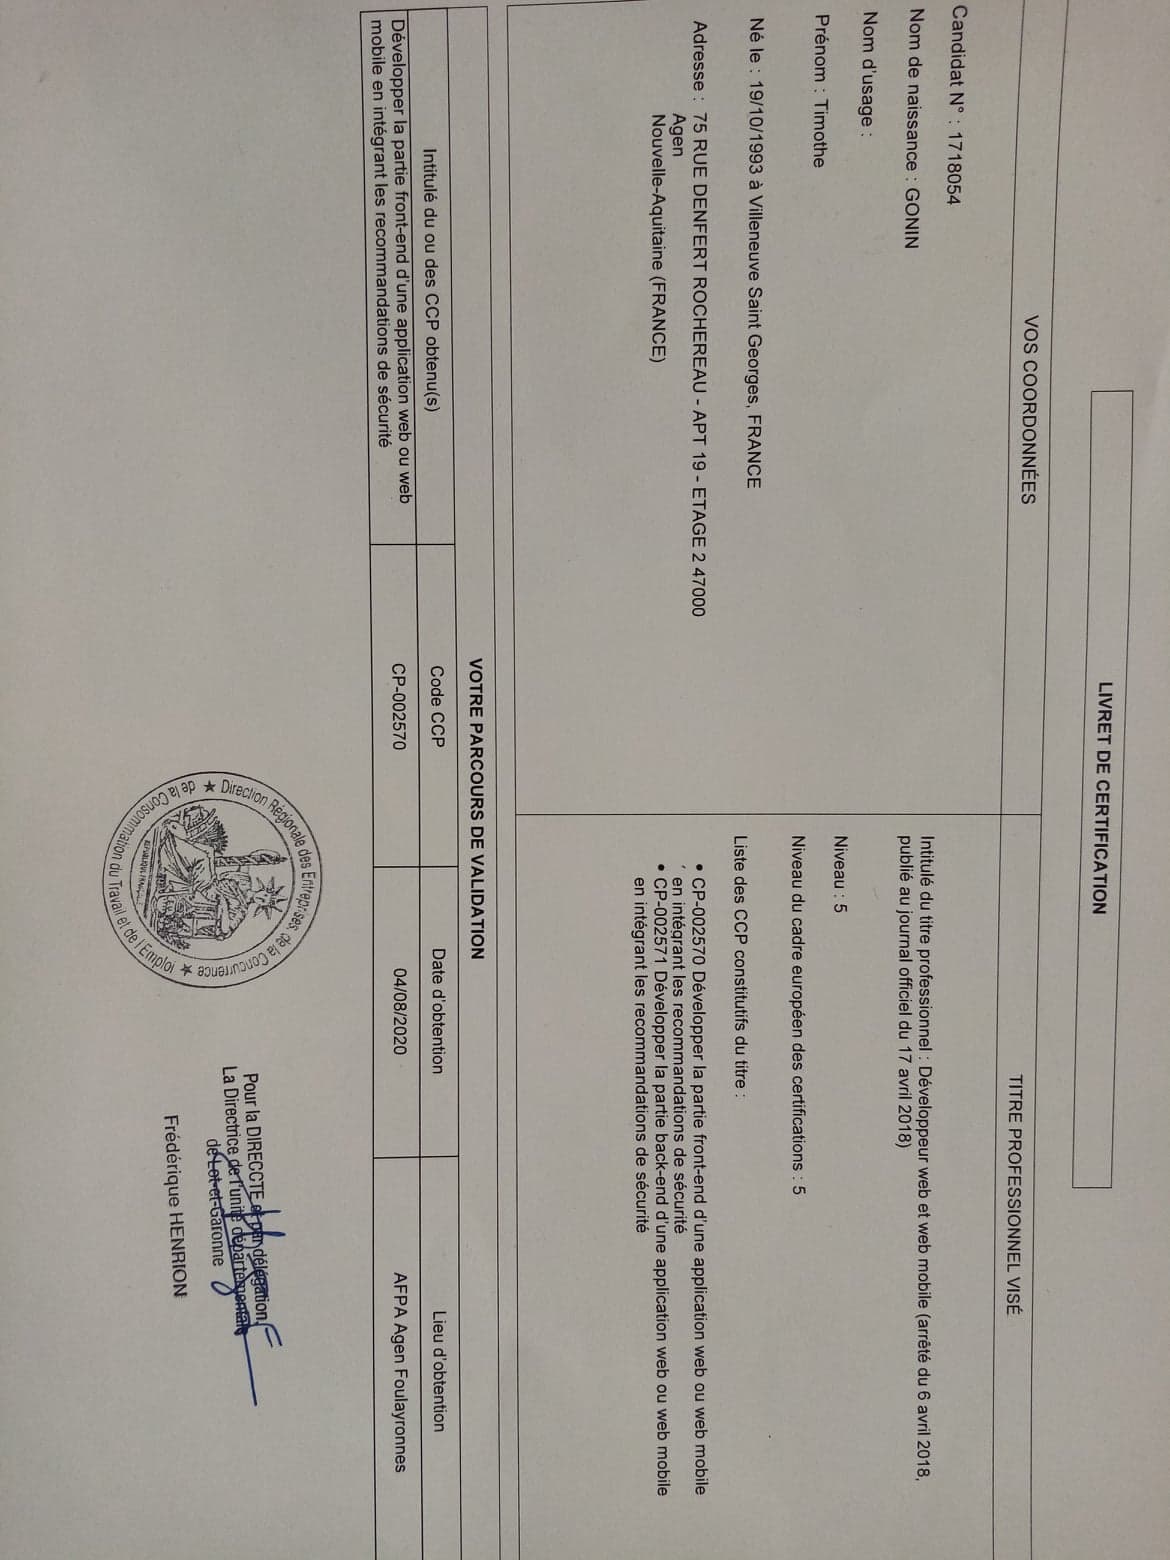 LIVRET DE CERTIFICATION
VOS COORDONNÉES
Candidat N° : 1718054
Nom de naissance : GONIN
Nom d'usage :
Prénom : Timothe
Né le : 19/10/1993 à Villeneuve Saint Georges, FRANCE
Adresse : 75 RUE DENFERT ROCHEREAU - APT 19 - ETAGE 2 47000
Agen
Nouvelle-Aquitaine (FRANCE)
TITRE PROFESSIONNEL VISÉ
Intitulé du titre professionnel : Développeur web et web mobile (arrêté du 6 avril 2018,
publié au journal officiel du 17 avril 2018)
Niveau : 5
Niveau du cadre européen des certifications : 5
Liste des CCP constitutifs du titre :
• CP-002570 Développer la partie front-end d'une application web ou web mobile
en intégrant les recommandations de sécurité
• CP-002571 Développer la partie back-end d'une application web ou web mobile
en intégrant les recommandations de sécurité
VOTRE PARCOURS DE VALIDATION
Intitulé du ou des CCP obtenu(s) Code CCP Date d'obtention Lieu d'obtention
Développer la partie front-end d'une application web ou web
mobile en intégrant les recommandations de sécurité
CP-002570 04/08/2020 AFPA Agen Foulayronnes
★ Direction Régionale des Entreprises, de la Concurrence ★
de la Consommation du Travail et de l'Emploi
REPUBLIQUE FRANÇAISE
Pour la DIRECCTE et par délégation,
La Directrice de l'unité départementale
de Lot-et-Garonne
Frédérique HENRION